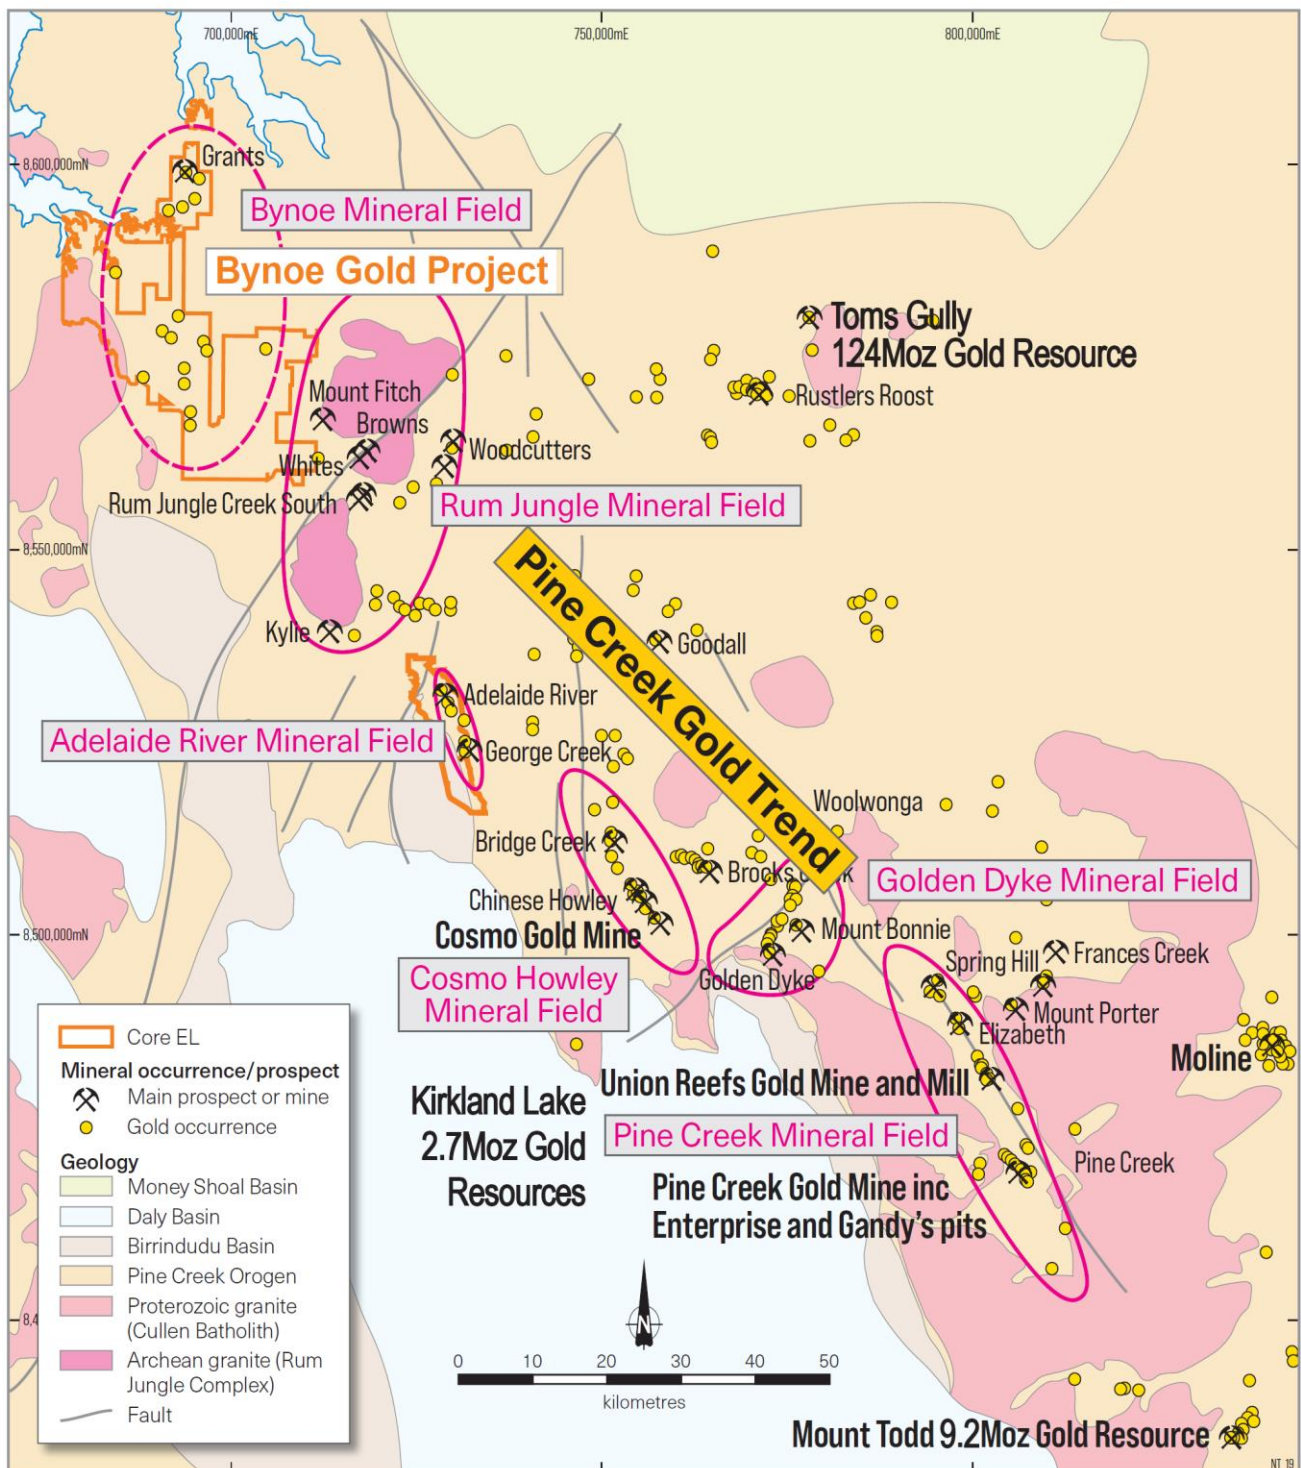 700,000mE
750,000mE
800,000mE
8,600,000mN
Grants
Bynoe Mineral Field
Bynoe Gold Project
Toms Gully
124Moz Gold Resource
Mount Fitch
Rustlers Roost
Browns
Whites
Woodcutters
Rum Jungle Creek South
Rum Jungle Mineral Field
8,550,000mN
Pine Creek Gold Trend
Kylie
Goodall
Adelaide River
Adelaide River Mineral Field
George Creek
Woolwonga
Bridge Creek
Brocks
Golden Dyke Mineral Field
Chinese Howley
Cosmo Gold Mine
Mount Bonnie
8,500,000mN
Cosmo Howley
Mineral Field
Golden Dyke
Spring Hill
Frances Creek
Mount Porter
Elizabeth
Moline
Union Reefs Gold Mine and Mill
Kirkland Lake
2.7Moz Gold
Resources
Pine Creek Mineral Field
Pine Creek
Pine Creek Gold Mine inc
Enterprise and Gandy's pits
Core EL
Mineral occurrence/prospect
Main prospect or mine
Gold occurrence
Geology
Money Shoal Basin
Daly Basin
Birrindudu Basin
Pine Creek Orogen
Proterozoic granite
(Cullen Batholith)
Archean granite (Rum
Jungle Complex)
Fault
8,4
N
0 10 20 30 40 50
kilometres
Mount Todd 9.2Moz Gold Resource
NT_19